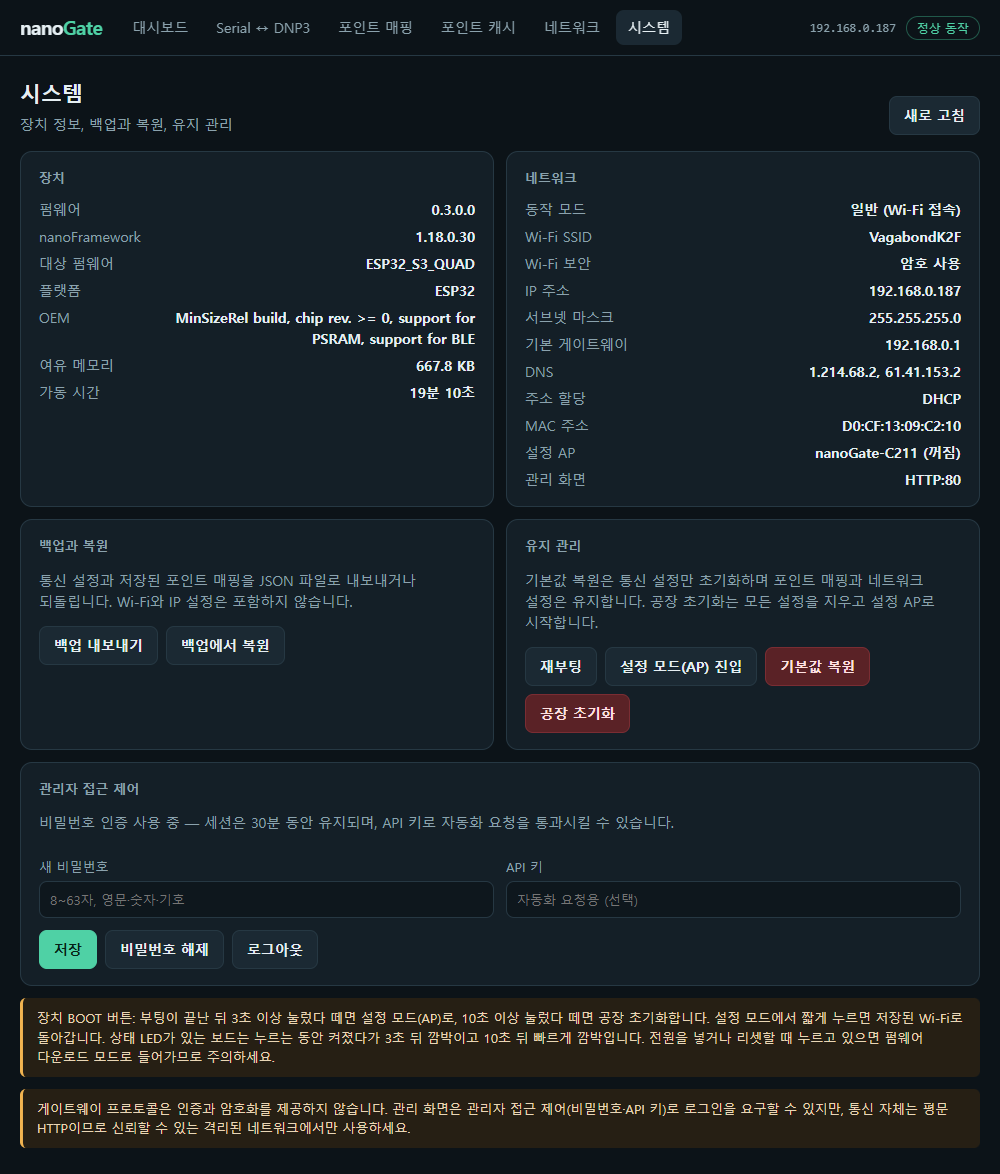 nanoGate 대시보드 Serial ↔ DNP3 포인트 매핑 포인트 캐시 네트워크 시스템 192.168.0.187 정상 동작
시스템
장치 정보, 백업과 복원, 유지 관리
새로 고침
장치
펌웨어 0.3.0.0
nanoFramework 1.18.0.30
대상 펌웨어 ESP32_S3_QUAD
플랫폼 ESP32
OEM MinSizeRel build, chip rev. >= 0, support for
PSRAM, support for BLE
여유 메모리 667.8 KB
가동 시간 19분 10초
네트워크
동작 모드 일반 (Wi-Fi 접속)
Wi-Fi SSID VagabondK2F
Wi-Fi 보안 암호 사용
IP 주소 192.168.0.187
서브넷 마스크 255.255.255.0
기본 게이트웨이 192.168.0.1
DNS 1.214.68.2, 61.41.153.2
주소 할당 DHCP
MAC 주소 D0:CF:13:09:C2:10
설정 AP nanoGate-C211 (꺼짐)
관리 화면 HTTP:80
백업과 복원
통신 설정과 저장된 포인트 매핑을 JSON 파일로 내보내거나
되돌립니다. Wi-Fi와 IP 설정은 포함하지 않습니다.
백업 내보내기 백업에서 복원
유지 관리
기본값 복원은 통신 설정만 초기화하며 포인트 매핑과 네트워크
설정은 유지합니다. 공장 초기화는 모든 설정을 지우고 설정 AP로
시작합니다.
재부팅 설정 모드(AP) 진입 기본값 복원
공장 초기화
관리자 접근 제어
비밀번호 인증 사용 중 — 세션은 30분 동안 유지되며, API 키로 자동화 요청을 통과시킬 수 있습니다.
새 비밀번호 API 키
8~63자, 영문·숫자·기호 자동화 요청용 (선택)
저장 비밀번호 해제 로그아웃
장치 BOOT 버튼: 부팅이 끝난 뒤 3초 이상 눌렀다 떼면 설정 모드(AP)로, 10초 이상 눌렀다 떼면 공장 초기화합니다. 설정 모드에서 짧게 누르면 저장된 Wi-Fi로
돌아갑니다. 상태 LED가 있는 보드는 누르는 동안 켜졌다가 3초 뒤 깜박이고 10초 뒤 빠르게 깜박입니다. 전원을 넣거나 리셋할 때 누르고 있으면 펌웨어
다운로드 모드로 들어가므로 주의하세요.
게이트웨이 프로토콜은 인증과 암호화를 제공하지 않습니다. 관리 화면은 관리자 접근 제어(비밀번호·API 키)로 로그인을 요구할 수 있지만, 통신 자체는 평문
HTTP이므로 신뢰할 수 있는 격리된 네트워크에서만 사용하세요.